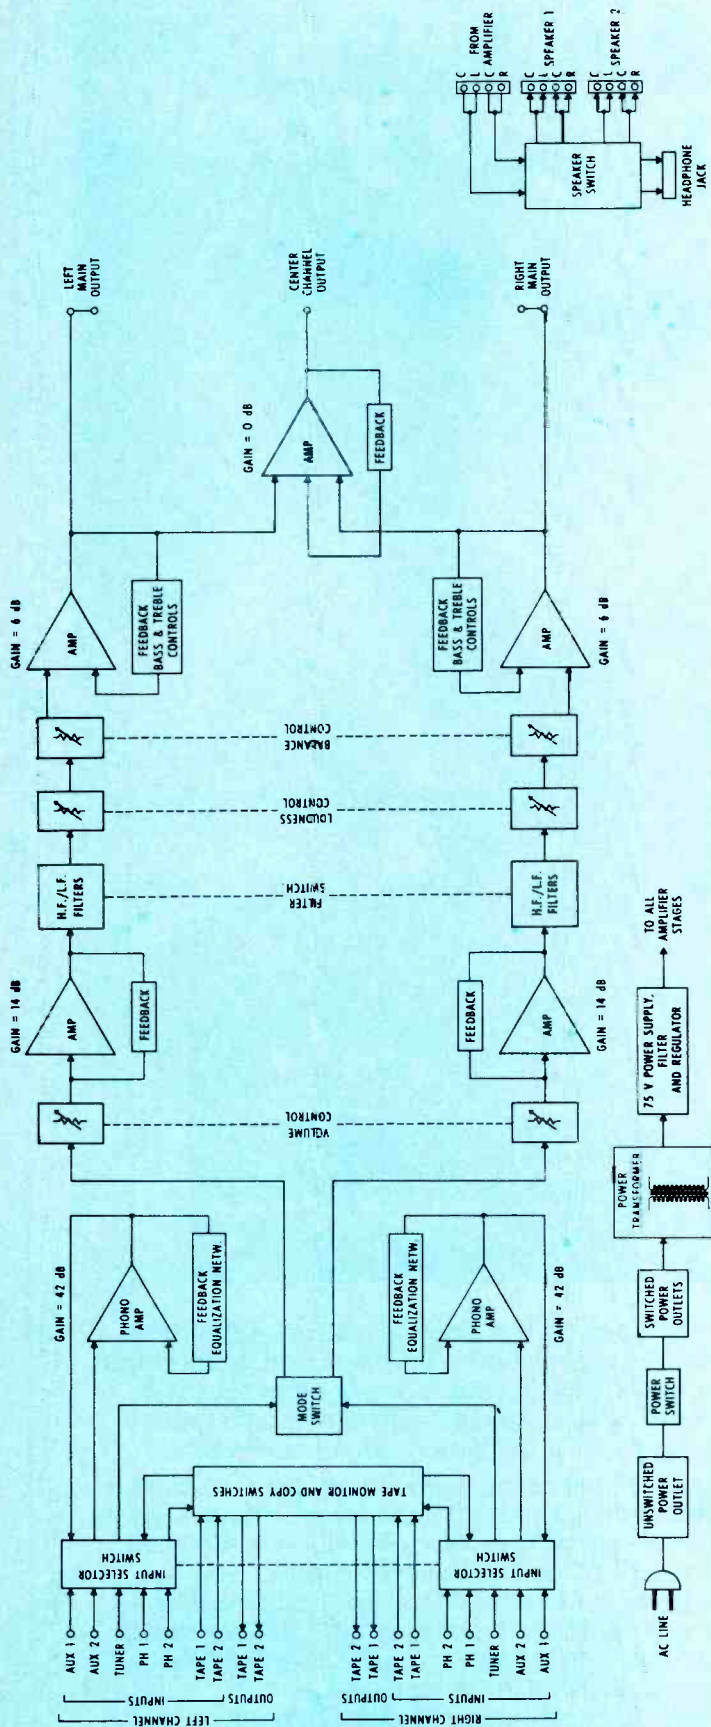 LEFT CHANNEL
INPUTS
OUTPUTS
AUX 1
AUX 2
TUNER
PH 1
PH 2
TAPE 1
TAPE 2
TAPE 1
TAPE 2
RIGHT CHANNEL
OUTPUTS
INPUTS
TAPE 2
TAPE 1
TAPE 2
TAPE 1
PH 2
PH 1
TUNER
AUX 2
AUX 1
INPUT SELECTOR
SWITCH
TAPE MONITOR AND COPY SWITCHES
INPUT SELECTOR
SWITCH
MODE
SWITCH
GAIN = 42 dB
PHONO
AMP
FEEDBACK
EQUALIZATION NETW.
FEEDBACK
EQUALIZATION NETW.
PHONO
AMP
GAIN = 42 dB
VOLUME
CONTROL
GAIN = 14 dB
AMP
FEEDBACK
FEEDBACK
AMP
GAIN = 14 dB
H.F./L.F.
FILTERS
FILTER
SWITCH
H.F./L.F.
FILTERS
LOUDNESS
CONTROL
BALANCE
CONTROL
GAIN = 6 dB
AMP
FEEDBACK
BASS & TREBLE
CONTROLS
FEEDBACK
BASS & TREBLE
CONTROLS
AMP
GAIN = 6 dB
GAIN = 0 dB
AMP
FEEDBACK
LEFT
MAIN
OUTPUT
CENTER
CHANNEL
OUTPUT
RIGHT
MAIN
OUTPUT
AC LINE
UNSWITCHED
POWER
OUTLET
POWER
SWITCH
SWITCHED
POWER
OUTLETS
POWER
TRANSFORMER
75 V POWER SUPPLY,
FILTER
AND REGULATOR
TO ALL
AMPLIFIER
STAGES
C
L FROM
C AMPLIFIER
R
C
L SPEAKER 1
C
R
C
L SPEAKER 2
C
R
SPEAKER
SWITCH
HEADPHONE
JACK